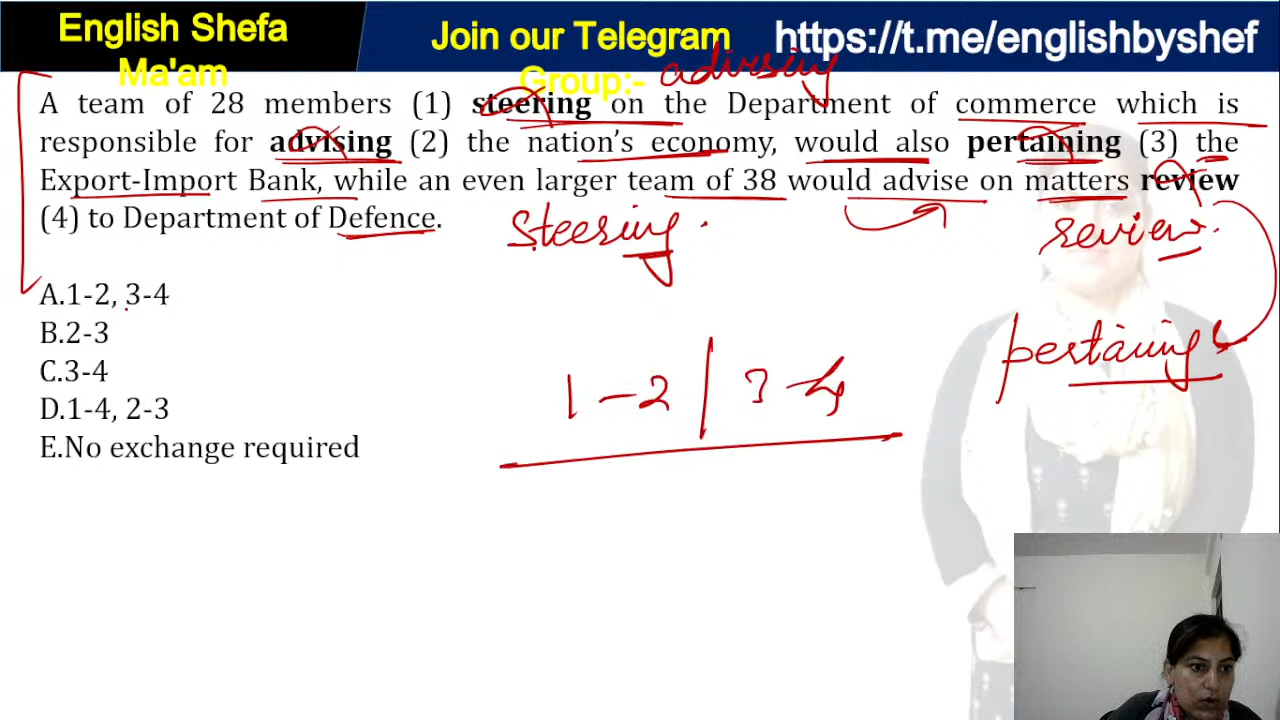 English Shefa
Ma'am
Join our Telegram
Group:-
https://t.me/englishbyshef
advising
A team of 28 members (1) steering on the Department of commerce which is
responsible for advising (2) the nation's economy, would also pertaining (3) the
Export-Import Bank, while an even larger team of 38 would advise on matters review
(4) to Department of Defence.
steering.
review.
A.1-2, 3-4
B.2-3
C.3-4
D.1-4, 2-3
E.No exchange required
pertaining
1-2 | 3-4